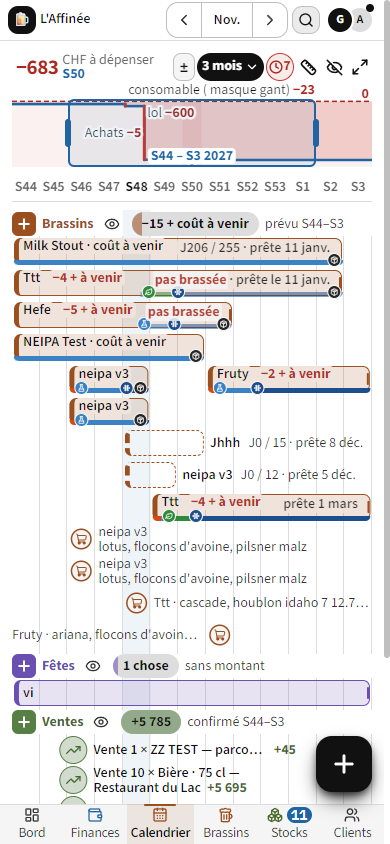 L'Affinée
Nov.
G A
−683 CHF à dépenser
S50
±
3 mois
7
consomable ( masque gant) −23
0
lol −600
Achats −5
S44 – S3 2027
S44 S45 S46 S47 S48 S49 S50 S51 S52 S53 S1 S2 S3
Brassins −15 + coût à venir prévu S44–S3
Milk Stout · coût à venir J206 / 255 · prête 11 janv.
Ttt −4 + à venir pas brassée · prête le 11 janv.
Hefe −5 + à venir pas brassée
NEIPA Test · coût à venir
neipa v3
Fruty −2 + à venir
neipa v3
Jhhh J0 / 15 · prête 8 déc.
neipa v3 J0 / 12 · prête 5 déc.
Ttt −4 + à venir prête 1 mars
neipa v3
lotus, flocons d'avoine, pilsner malz
neipa v3
lotus, flocons d'avoine, pilsner malz
Ttt · cascade, houblon idaho 7 12.7…
Fruty · ariana, flocons d'avoin…
Fêtes 1 chose sans montant
vi
Ventes +5 785 confirmé S44–S3
Vente 1 × ZZ TEST — parco… +45
Vente 10 × Bière · 75 cl —
Restaurant du Lac +5 695
Bord
Finances
Calendrier
Brassins
Stocks
11
Clients